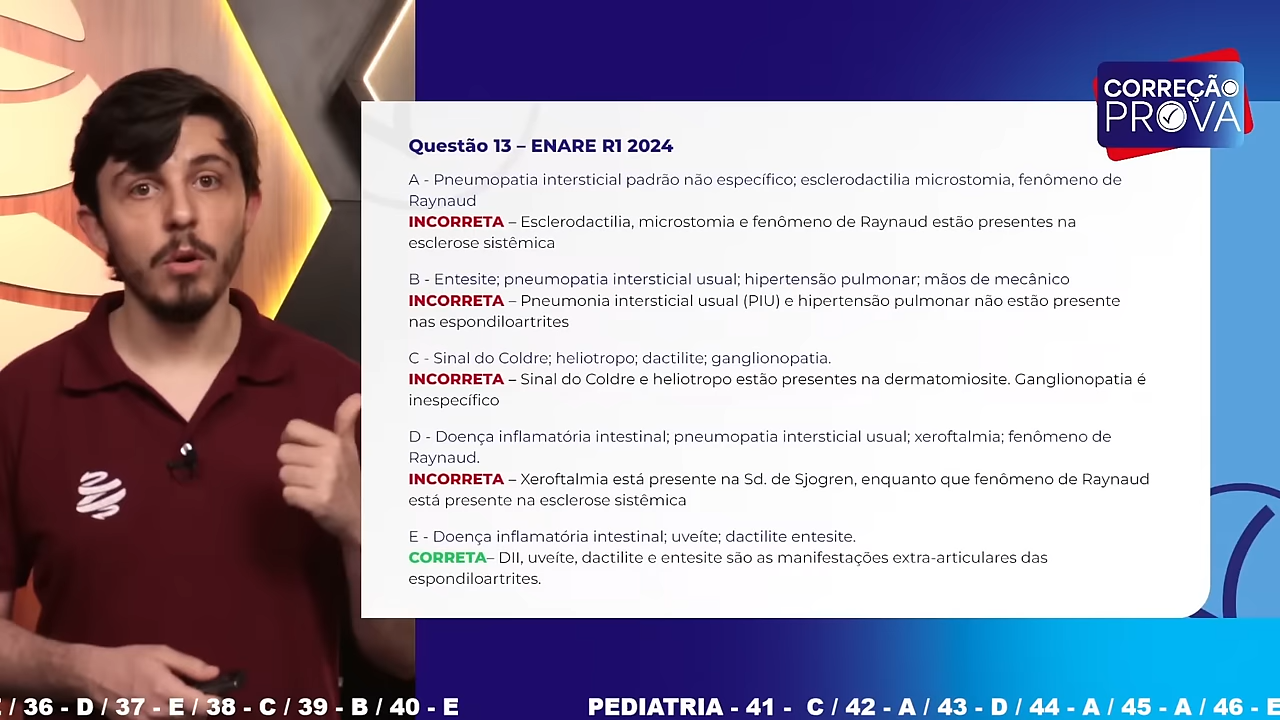 CORREÇÃO
PROVA
Questão 13 – ENARE R1 2024
A - Pneumopatia intersticial padrão não específico; esclerodactilia microstomia, fenômeno de
Raynaud
INCORRETA – Esclerodactilia, microstomia e fenômeno de Raynaud estão presentes na
esclerose sistêmica
B - Entesite; pneumopatia intersticial usual; hipertensão pulmonar; mãos de mecânico
INCORRETA – Pneumonia intersticial usual (PIU) e hipertensão pulmonar não estão presente
nas espondiloartrites
C - Sinal do Coldre; heliotropo; dactilite; ganglionopatia.
INCORRETA – Sinal do Coldre e heliotropo estão presentes na dermatomiosite. Ganglionopatia é
inespecífico
D - Doença inflamatória intestinal; pneumopatia intersticial usual; xeroftalmia; fenômeno de
Raynaud.
INCORRETA – Xeroftalmia está presente na Sd. de Sjogren, enquanto que fenômeno de Raynaud
está presente na esclerose sistêmica
E - Doença inflamatória intestinal; uveíte; dactilite entesite.
CORRETA– DII, uveíte, dactilite e entesite são as manifestações extra-articulares das
espondiloartrites.
/ 36 - D / 37 - E / 38 - C / 39 - B / 40 - E PEDIATRIA - 41 - C / 42 - A / 43 - D / 44 - A / 45 - A / 46 - E